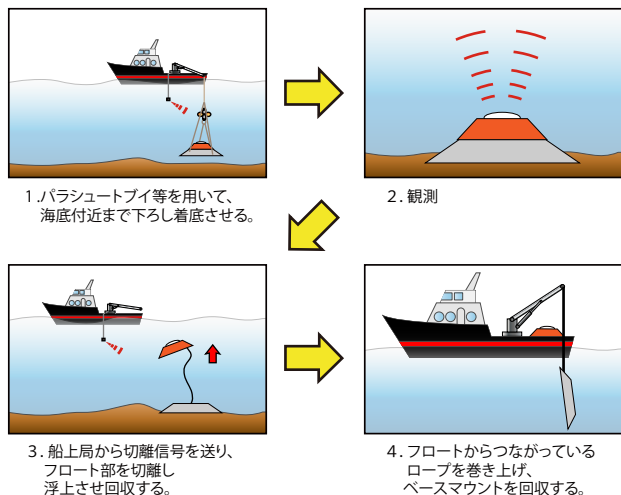 1.パラシュートブイ等を用いて、
海底付近まで下ろし着底させる。
2.観測
3.船上局から切離信号を送り、
フロート部を切離し
浮上させ回収する。
4.フロートからつながっている
ロープを巻き上げ、
ベースマウントを回収する。